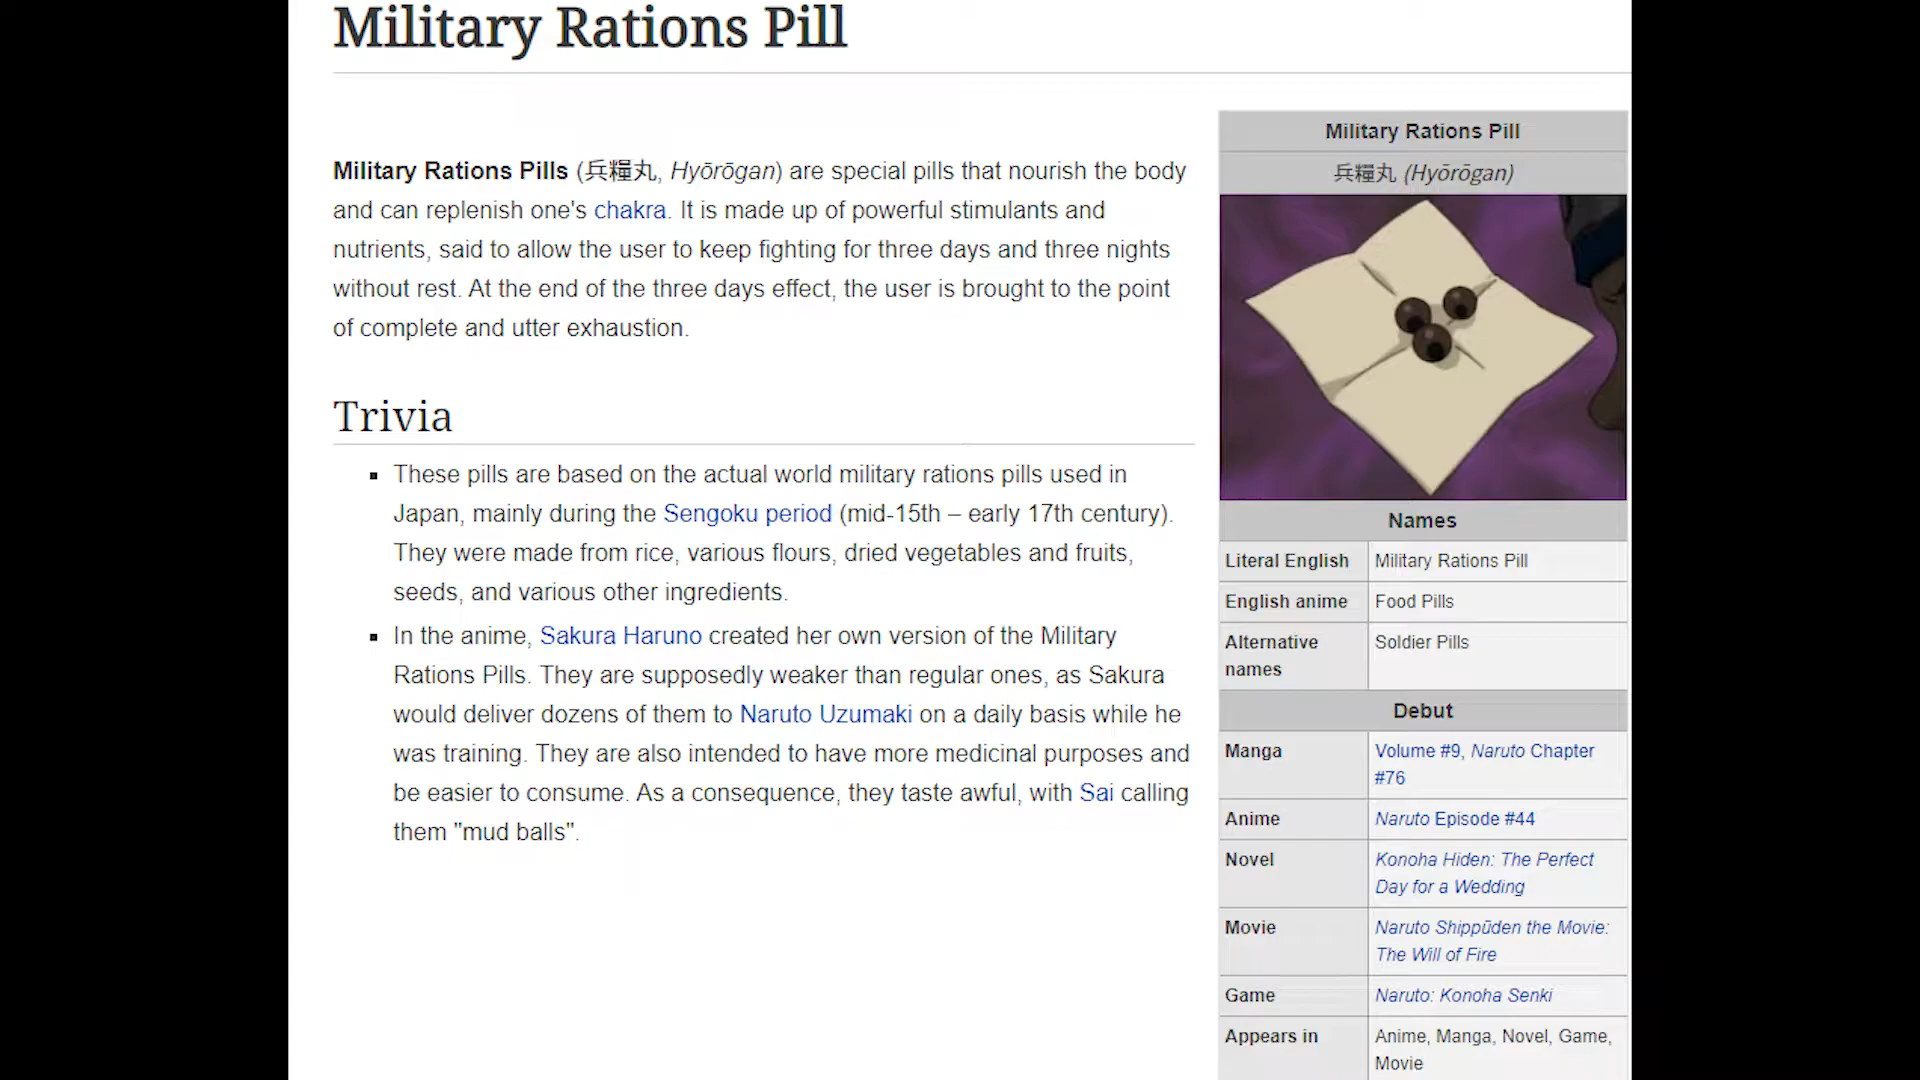 Military Rations Pill
Military Rations Pills (兵糧丸, Hyōrōgan) are special pills that nourish the body
and can replenish one's chakra. It is made up of powerful stimulants and
nutrients, said to allow the user to keep fighting for three days and three nights
without rest. At the end of the three days effect, the user is brought to the point
of complete and utter exhaustion.
Trivia
These pills are based on the actual world military rations pills used in
Japan, mainly during the Sengoku period (mid-15th – early 17th century).
They were made from rice, various flours, dried vegetables and fruits,
seeds, and various other ingredients.
In the anime, Sakura Haruno created her own version of the Military
Rations Pills. They are supposedly weaker than regular ones, as Sakura
would deliver dozens of them to Naruto Uzumaki on a daily basis while he
was training. They are also intended to have more medicinal purposes and
be easier to consume. As a consequence, they taste awful, with Sai calling
them "mud balls".
Military Rations Pill
兵糧丸 (Hyōrōgan)
Names
Literal English Military Rations Pill
English anime Food Pills
Alternative names Soldier Pills
Debut
Manga Volume #9, Naruto Chapter
#76
Anime Naruto Episode #44
Novel Konoha Hiden: The Perfect
Day for a Wedding
Movie Naruto Shippūden the Movie:
The Will of Fire
Game Naruto: Konoha Senki
Appears in Anime, Manga, Novel, Game,
Movie